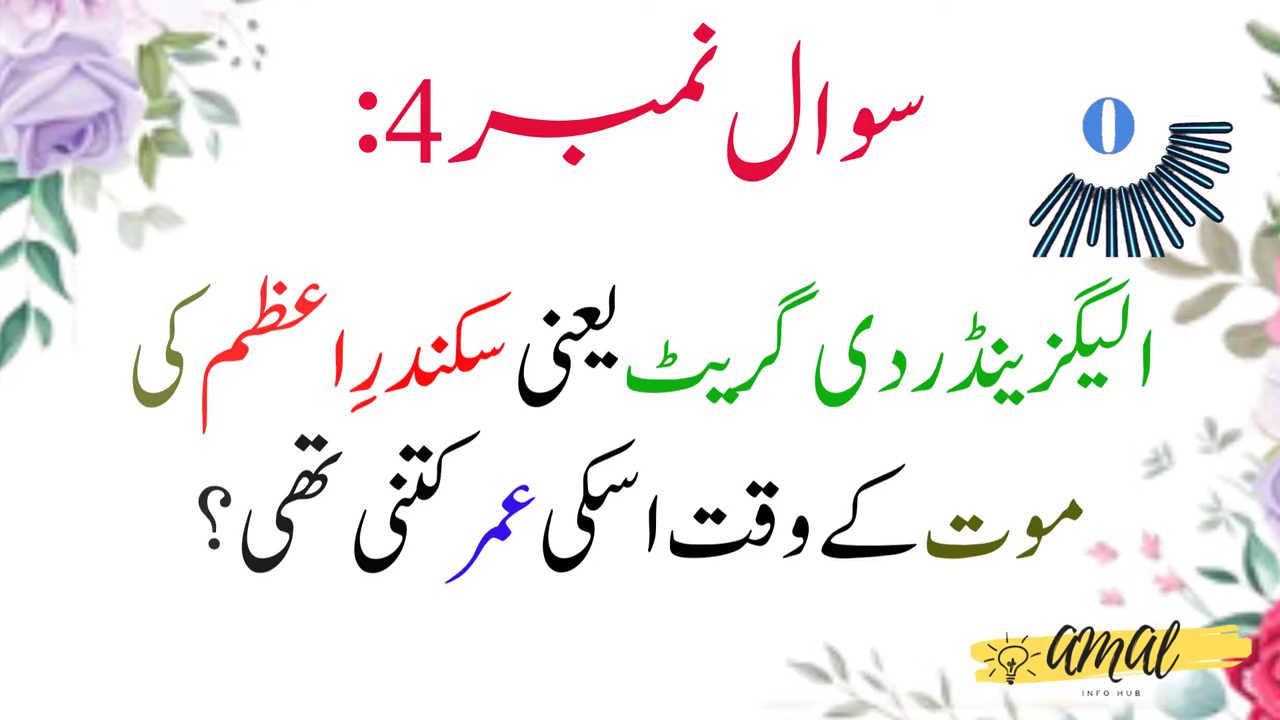 سوال نمبر 4:
0
الیگزینڈر دی گریٹ یعنی سکندرِ اعظم کی
موت کے وقت اسکی عمر کتنی تھی؟
amal
INFO HUB